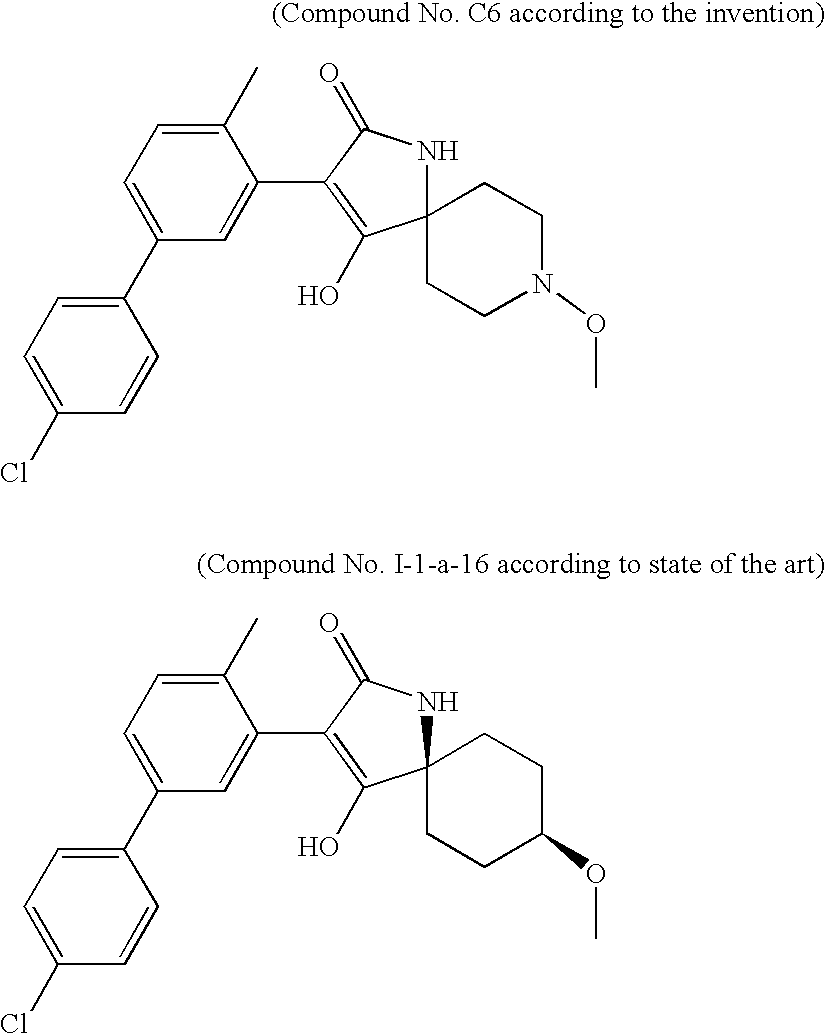 (Compound No. C6 according to the invention)
O
NH
HO
N
O
Cl
(Compound No. I-1-a-16 according to state of the art)
O
NH
HO
O
Cl